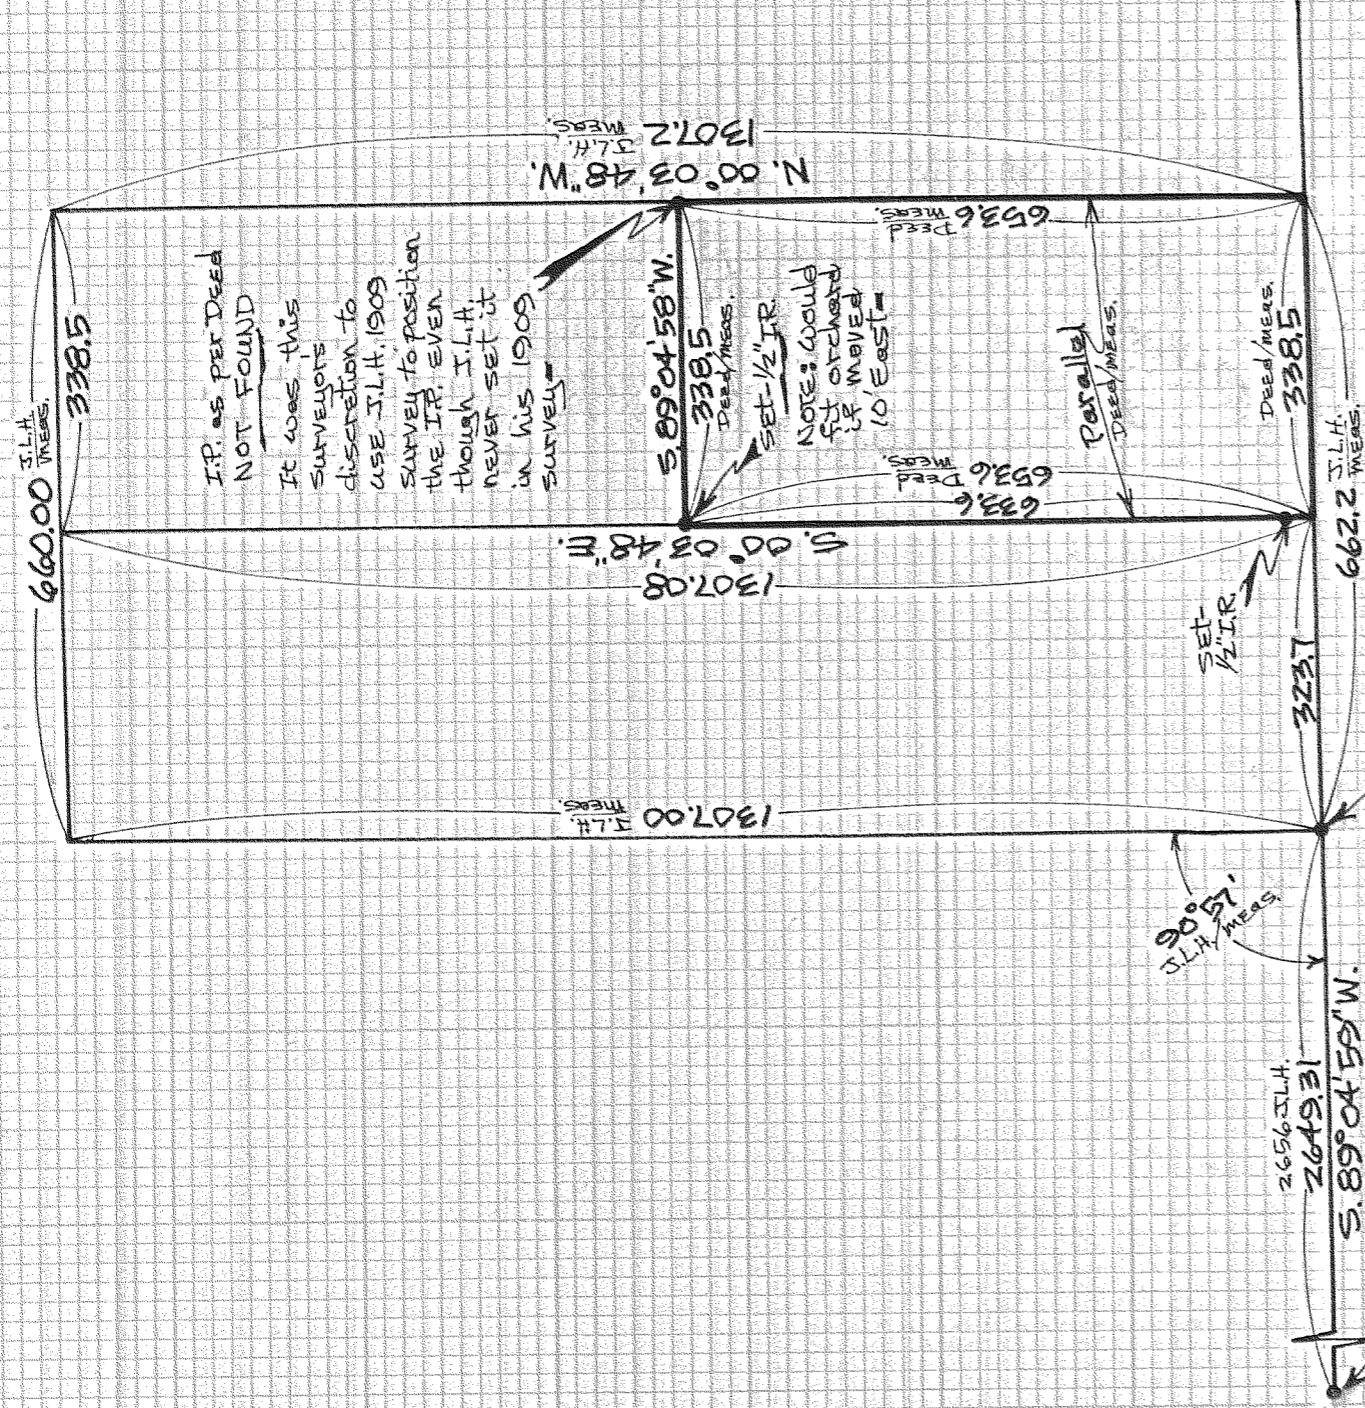 1307.2 J.L.H. meas.
N. 00° 03' 48" W.
660.00 J.L.H. meas.
338.5
I.P. as per Deed
NOT FOUND
It was this
surveyor's
discretion to
use J.L.H. 1909
survey to position
the I.P. even
though J.L.H.
never set it
in his 1909
survey-
S. 89° 04' 58" W.
338.5
Deed/meas.
SET-1/2" I.R.
Note: Would
fit orchard
if moved
10' East-
653.6 Deed meas.
Parallel
Deed/meas.
653.6 Deed meas.
633.6
S. 00° 03' 48" E.
1307.08
Deed/meas.
338.5
662.2 J.L.H. meas.
SET-
1/2" I.R.
323.7
1307.00 J.L.H. meas.
90° 57'
J.L.H./meas.
2656 J.L.H.
2649.31
S. 89° 04' 59" W.